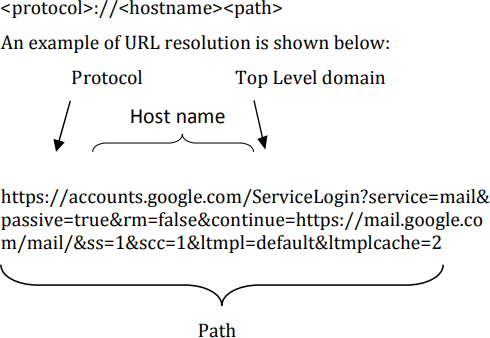 <protocol>://<hostname><path>
An example of URL resolution is shown below:
Protocol Top Level domain
Host name
https://accounts.google.com/ServiceLogin?service=mail&
passive=true&rm=false&continue=https://mail.google.co
m/mail/&ss=1&scc=1&ltmpl=default&ltmplcache=2
Path